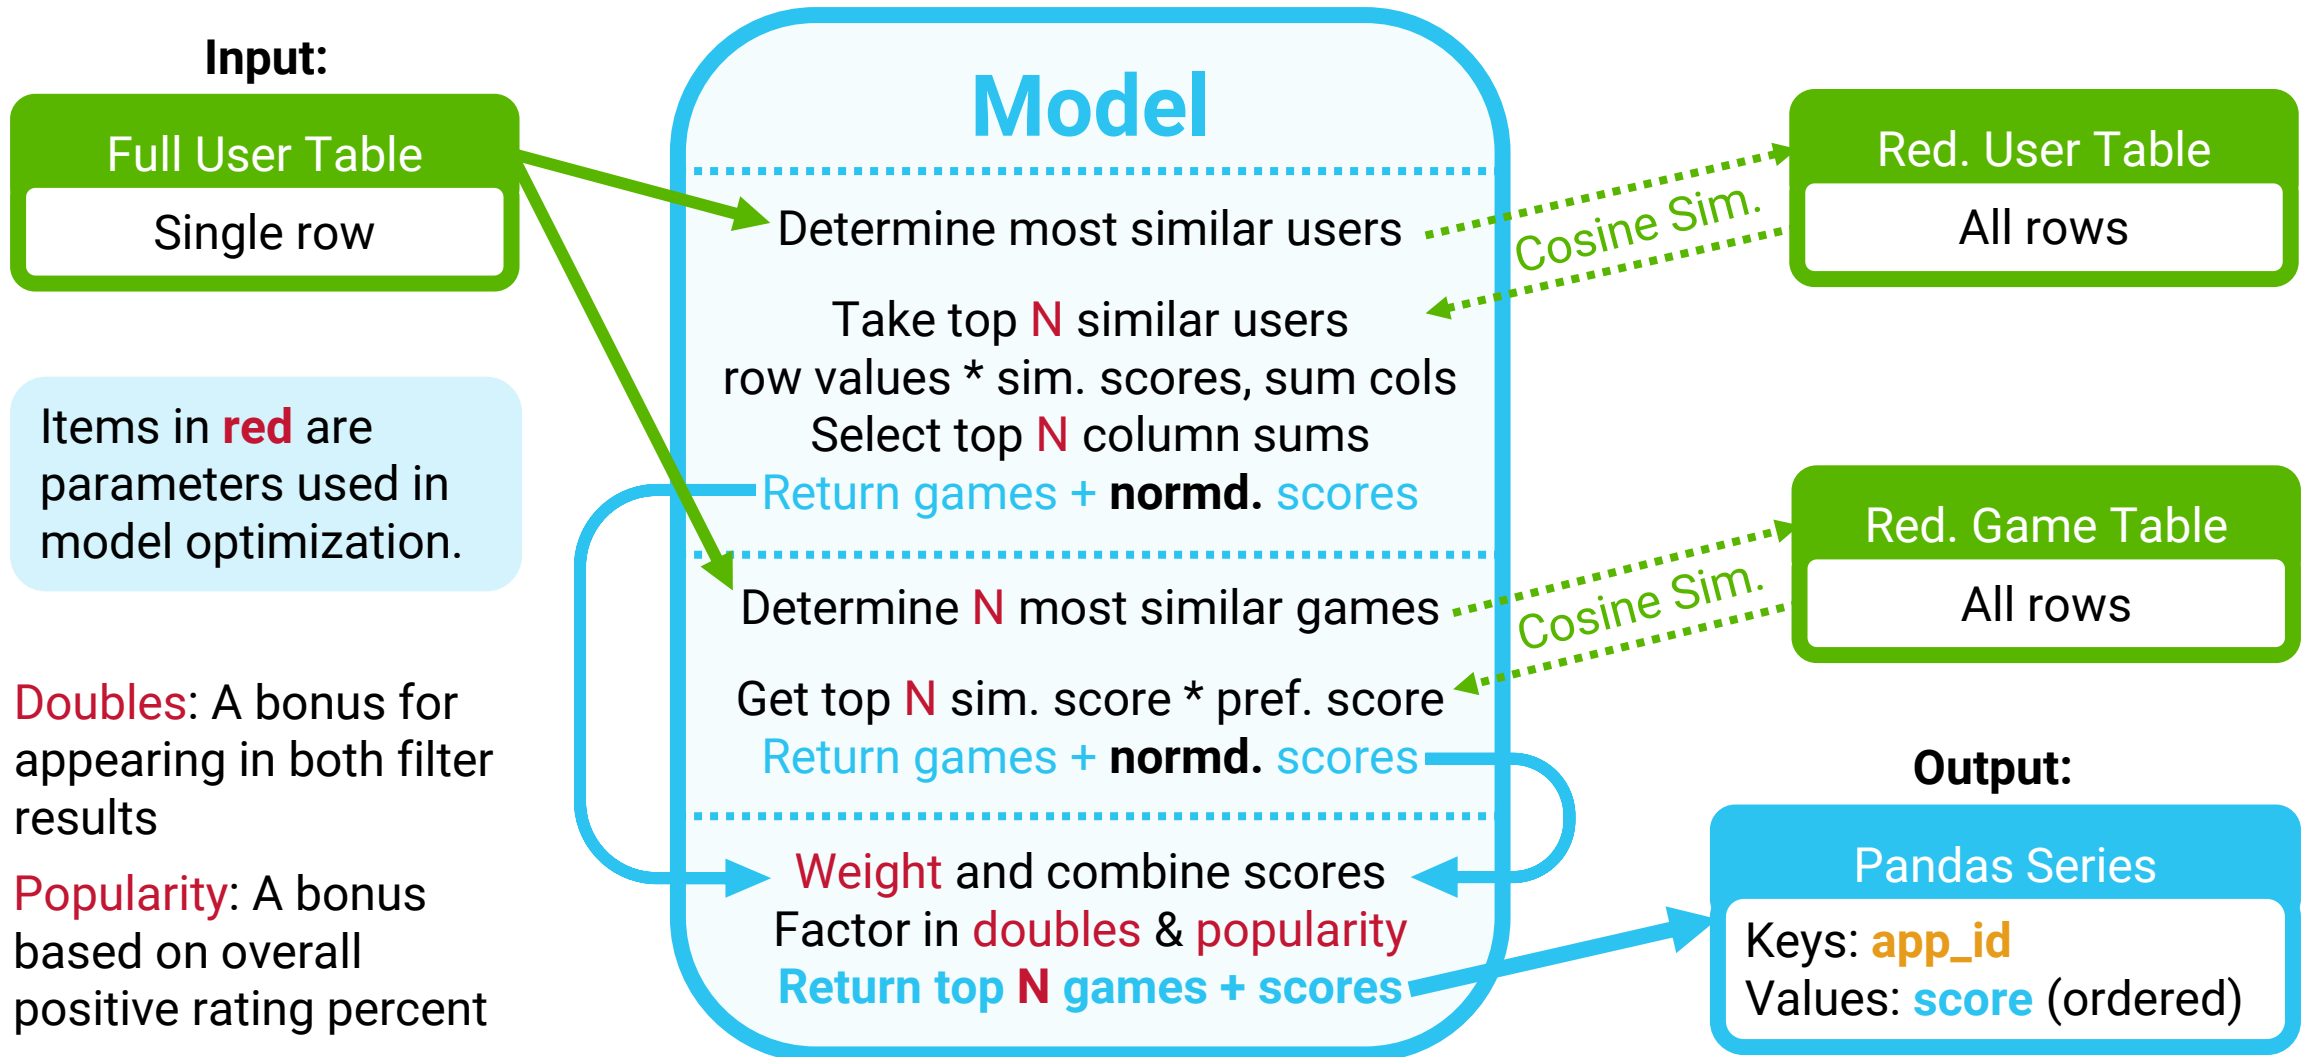 Input:
Full User Table
Single row
Items in red are
parameters used in
model optimization.
Doubles: A bonus for
appearing in both filter
results
Popularity: A bonus
based on overall
positive rating percent
Model
Determine most similar users
Take top N similar users
row values * sim. scores, sum cols
Select top N column sums
Return games + normd. scores
Determine N most similar games
Get top N sim. score * pref. score
Return games + normd. scores
Weight and combine scores
Factor in doubles & popularity
Return top N games + scores
Cosine Sim.
Red. User Table
All rows
Cosine Sim.
Red. Game Table
All rows
Output:
Pandas Series
Keys: app_id
Values: score (ordered)